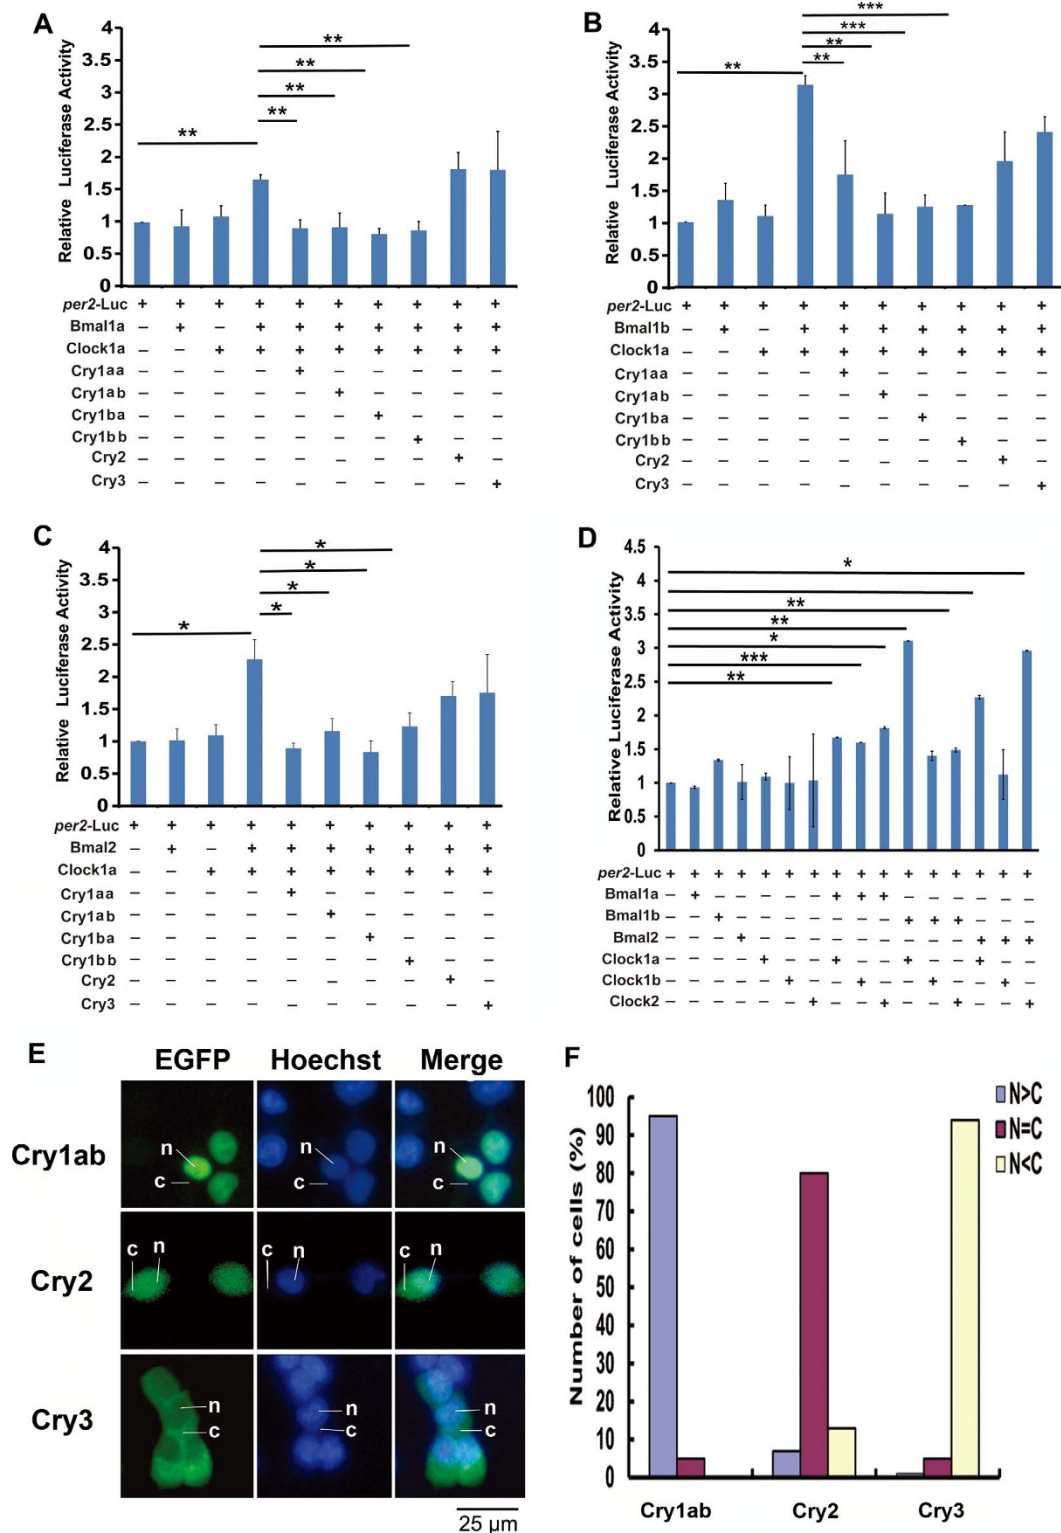 A
Relative Luciferase Activity
4
3.5
3
2.5
2
1.5
1
0.5
0
**
**
**
**
**
per2-Luc + + + + + + + + + +
Bmal1a – + – + + + + + + +
Clock1a – – + + + + + + + +
Cry1aa – – – – + – – – – –
Cry1ab – – – – – + – – – –
Cry1ba – – – – – – + – – –
Cry1bb – – – – – – – + – –
Cry2 – – – – – – – – + –
Cry3 – – – – – – – – – +
B
Relative Luciferase Activity
4
3.5
3
2.5
2
1.5
1
0.5
0
***
***
**
**
**
per2-Luc + + + + + + + + + +
Bmal1b – + – + + + + + + +
Clock1a – – + + + + + + + +
Cry1aa – – – – + – – – – –
Cry1ab – – – – – + – – – –
Cry1ba – – – – – – + – – –
Cry1bb – – – – – – – + – –
Cry2 – – – – – – – – + –
Cry3 – – – – – – – – – +
C
Relative Luciferase Activity
4
3.5
3
2.5
2
1.5
1
0.5
0
*
*
*
*
*
per2-Luc + + + + + + + + + +
Bmal2 – + – + + + + + + +
Clock1a – – + + + + + + + +
Cry1aa – – – – + – – – – –
Cry1ab – – – – – + – – – –
Cry1ba – – – – – – + – – –
Cry1bb – – – – – – – + – –
Cry2 – – – – – – – – + –
Cry3 – – – – – – – – – +
D
Relative Luciferase Activity
4.5
4
3.5
3
2.5
2
1.5
1
0.5
0
*
**
**
*
***
**
per2-Luc + + + + + + + + + + + + + + + +
Bmal1a – + – – – – – + + + – – – – – –
Bmal1b – – + – – – – – – – + + + – – –
Bmal2 – – – + – – – – – – – – – + + +
Clock1a – – – – + – – + – – + – – + – –
Clock1b – – – – – + – – + – – + – – + –
Clock2 – – – – – – + – – + – – + – – +
E
EGFP Hoechst Merge
Cry1ab
n n n
c c c
Cry2
c n c n c n
Cry3
n n n
c c c
25 µm
F
Number of cells (%)
100
90
80
70
60
50
40
30
20
10
0
N>C
N=C
N<C
Cry1ab Cry2 Cry3